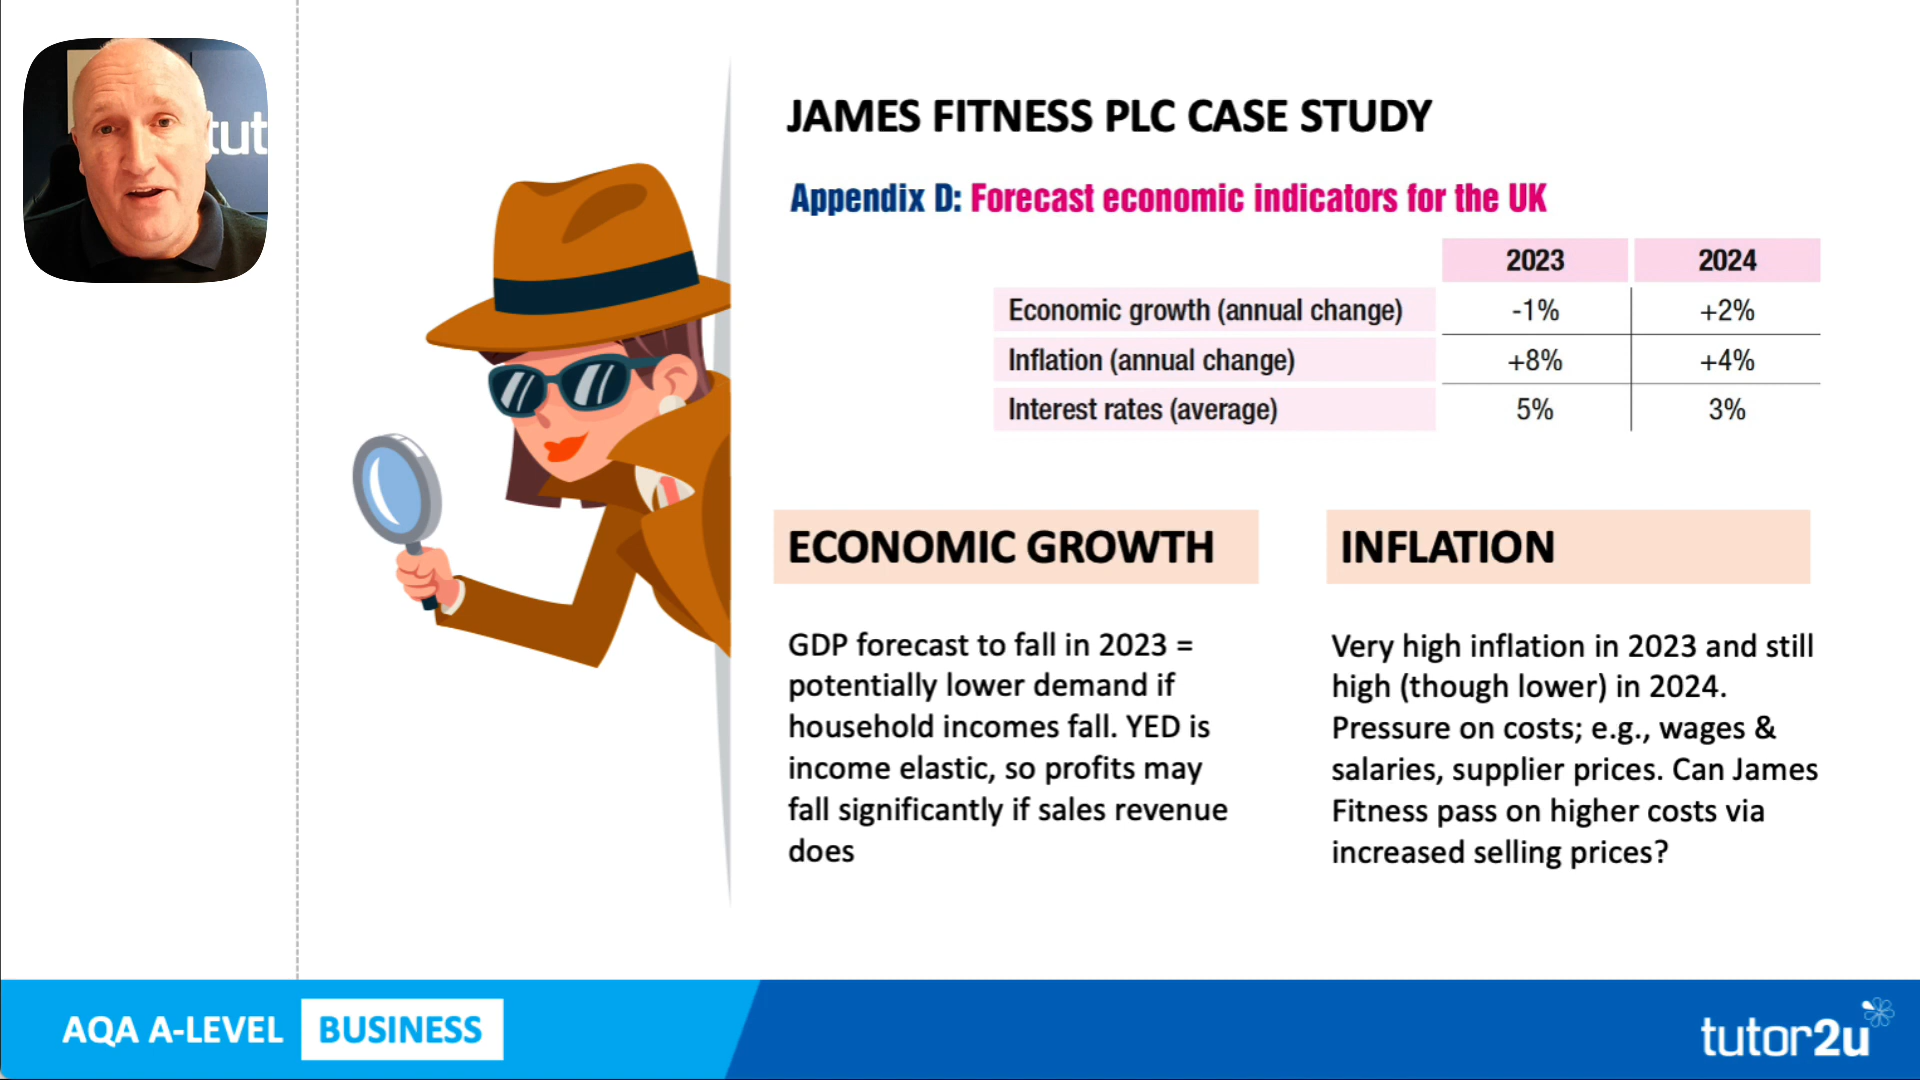 tut
JAMES FITNESS PLC CASE STUDY
Appendix D: Forecast economic indicators for the UK
2023 2024
Economic growth (annual change) -1% +2%
Inflation (annual change) +8% +4%
Interest rates (average) 5% 3%
ECONOMIC GROWTH
GDP forecast to fall in 2023 =
potentially lower demand if
household incomes fall. YED is
income elastic, so profits may
fall significantly if sales revenue
does
INFLATION
Very high inflation in 2023 and still
high (though lower) in 2024.
Pressure on costs; e.g., wages &
salaries, supplier prices. Can James
Fitness pass on higher costs via
increased selling prices?
AQA A-LEVEL BUSINESS
tutor2u